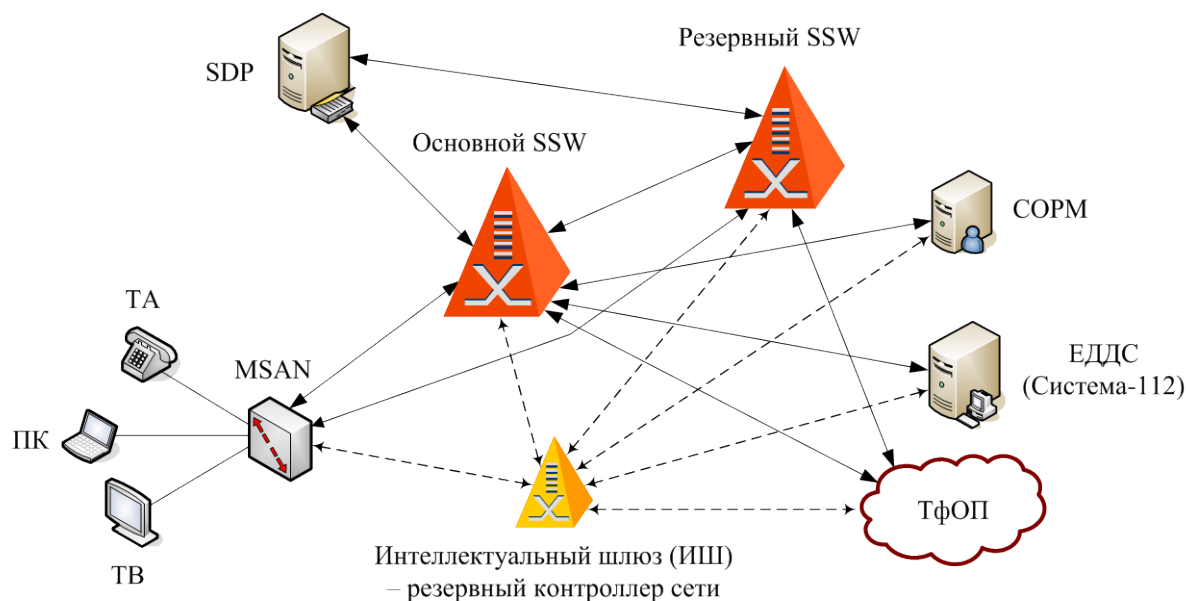 Резервный SSW
SDP
Основной SSW
СОРМ
ТА
MSAN
ЕДДС
(Система-112)
ПК
ТфОП
ТВ
Интеллектуальный шлюз (ИШ)
– резервный контроллер сети